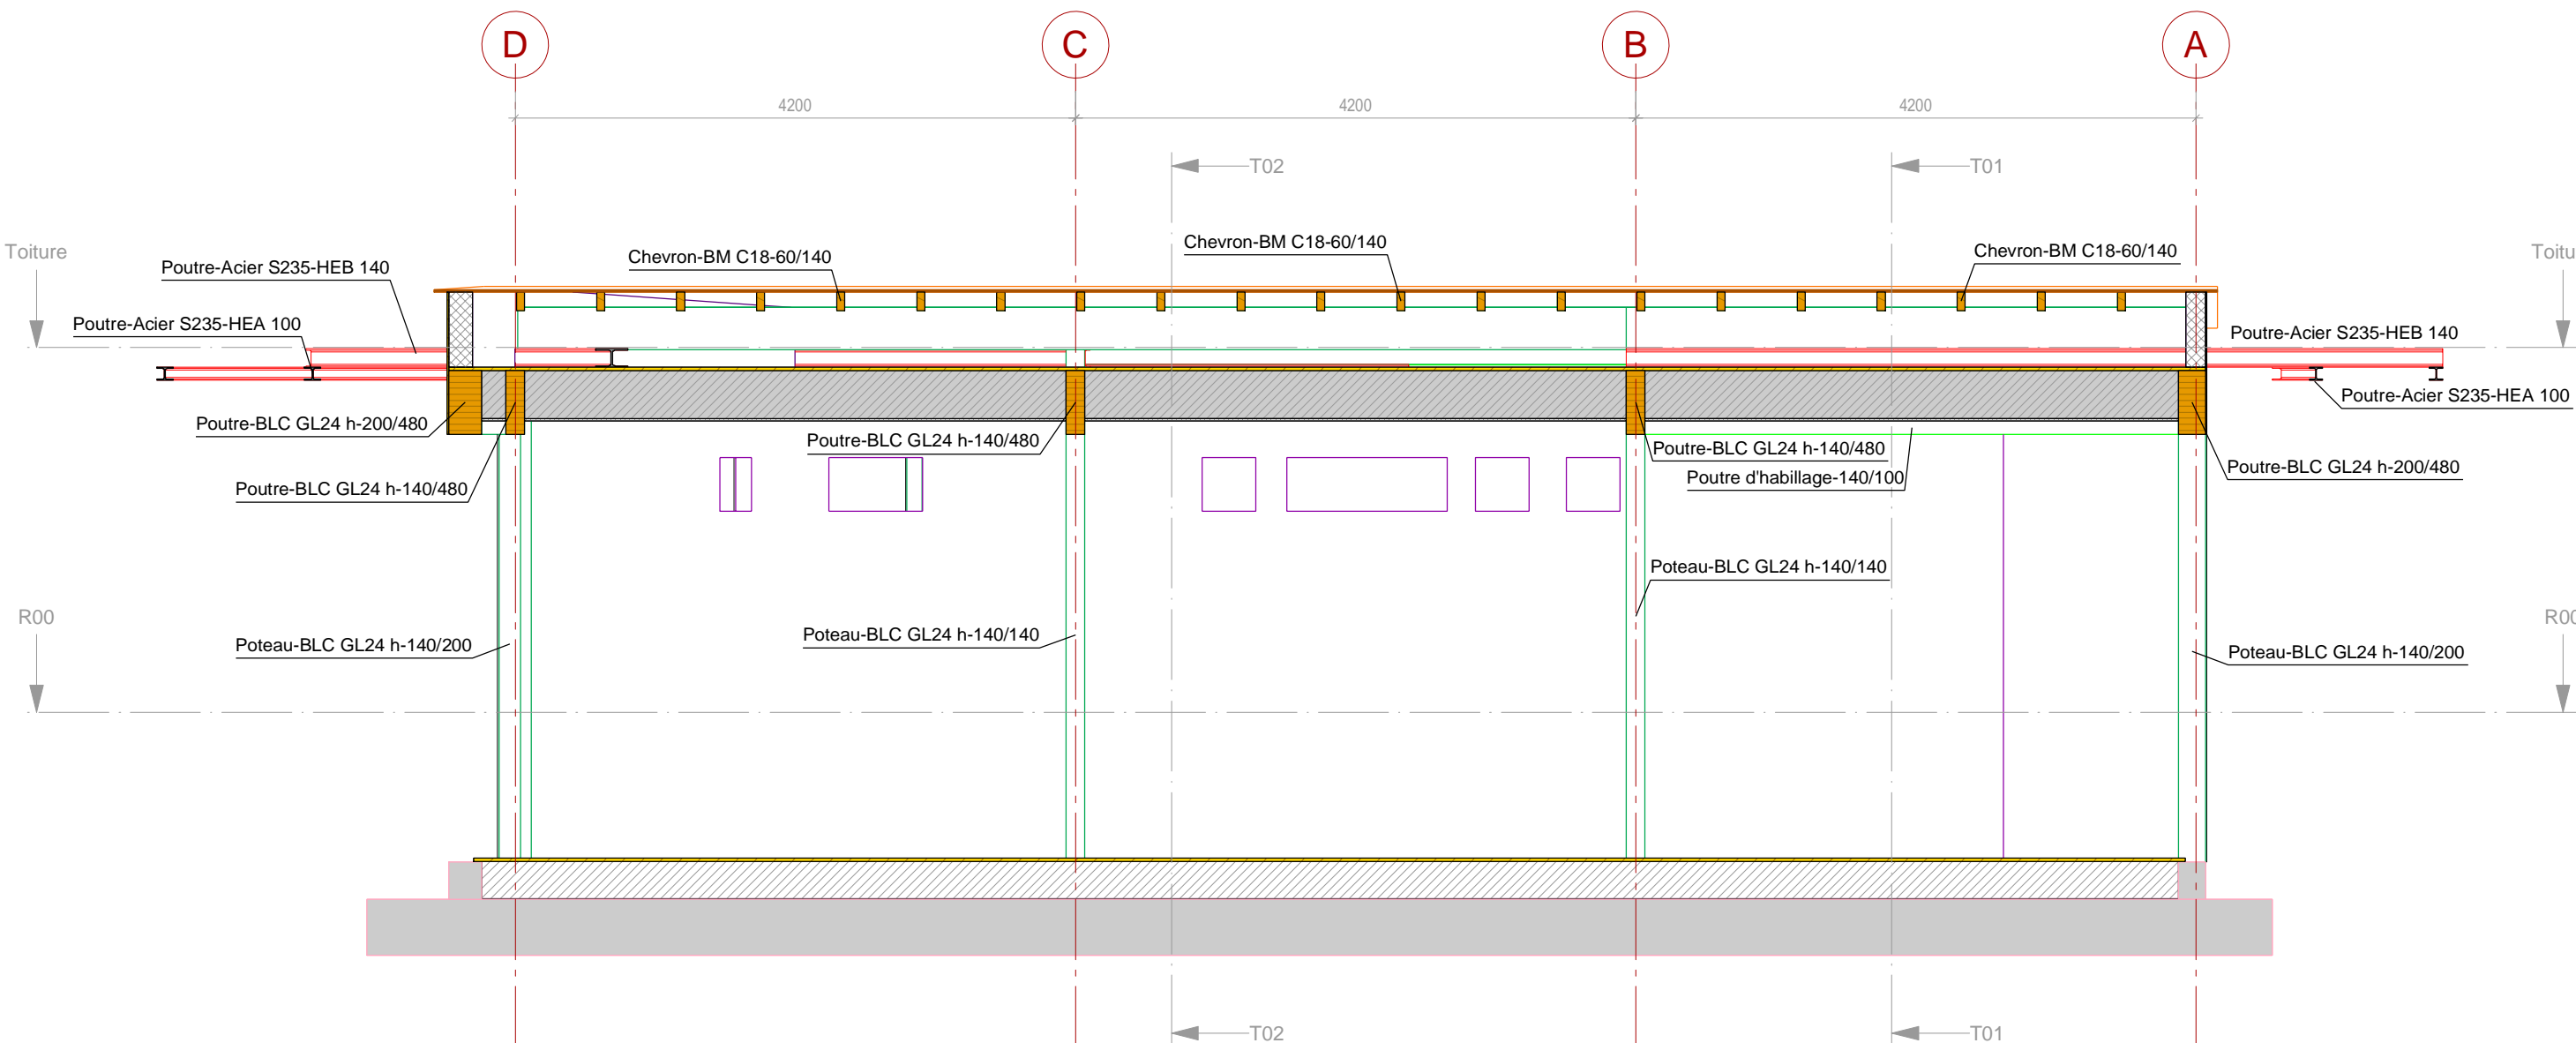 D
C
B
A
4200
4200
4200
T02
T01
Toiture
Toitu
Poutre-Acier S235-HEB 140
Chevron-BM C18-60/140
Chevron-BM C18-60/140
Chevron-BM C18-60/140
Poutre-Acier S235-HEA 100
Poutre-Acier S235-HEB 140
Poutre-Acier S235-HEA 100
Poutre-BLC GL24 h-200/480
Poutre-BLC GL24 h-140/480
Poutre-BLC GL24 h-140/480
Poutre-BLC GL24 h-200/480
Poutre-BLC GL24 h-140/480
Poutre d'habillage-140/100
Poteau-BLC GL24 h-140/140
R00
R00
Poteau-BLC GL24 h-140/200
Poteau-BLC GL24 h-140/140
Poteau-BLC GL24 h-140/200
T02
T01